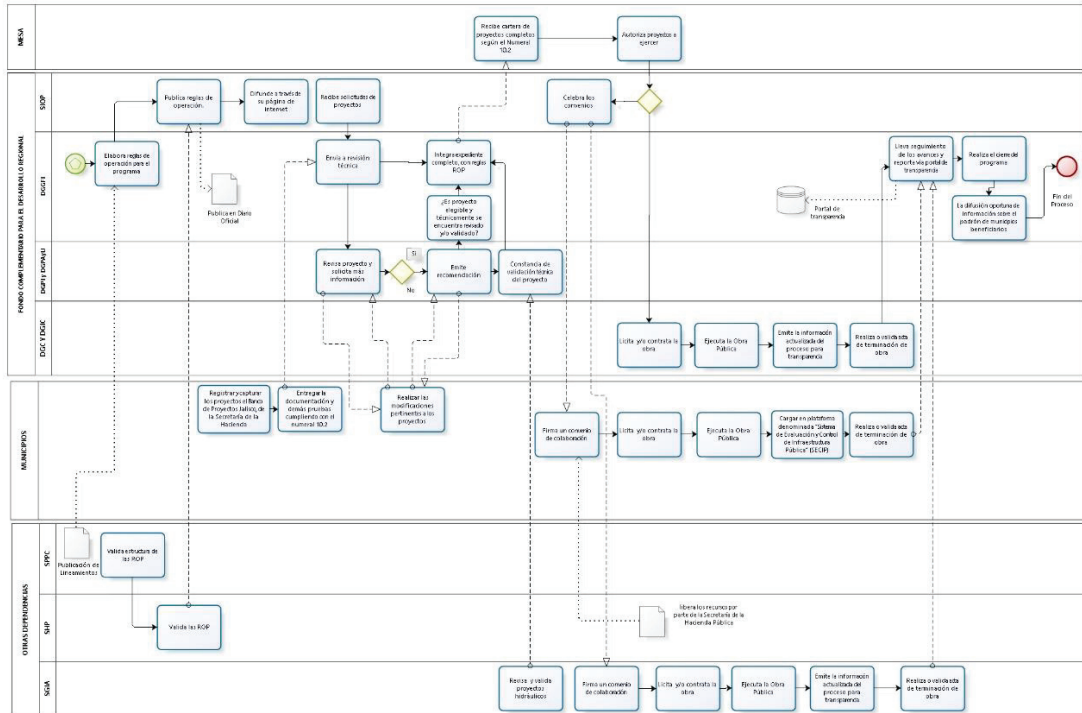 MESA
Recibe cartera de
proyectos completos
según el Numeral
10.2
Autoriza proyectos a
ejercer
FONDO COMPLEMENTARIO PARA EL DESARROLLO REGIONAL
SIOP
Publica reglas de
operación.
Difunde a través de
su página de
internet
Recibe solicitudes de
proyectos
Celebra los
convenios
Elabora reglas de
operación para el
programa
Publica en Diario
Oficial
Envía a revisión
técnica
Integra expediente
completo, con reglas
ROP
¿Es proyecto
elegible y
técnicamente se
encuentra revisado
y/o validado?
Portal de
transparencia
Lleva seguimiento
de los avances y
reporte vía portal de
transparencia
Realiza el cierre del
programa
La difusión oportuna de
información sobre el
padrón de municipios
beneficiarios
Fin del
Proceso
Revisa proyecto y
solicita más
información
Si
No
Emite
recomendación
Constancia de
validación técnica
del proyecto
DGC Y DGIC
Licita y/o contrata la
obra
Ejecuta la Obra
Pública
Emite la información
actualizada del
proceso para
transparencia
Realiza o valida acta
de terminación de
obra
MUNICIPIOS
Registrar y capturar
los proyectos el Banco
de Proyectos Jalisco, de
la Secretaría de la
Hacienda
Entregar la
documentación y
demás pruebas
cumpliendo con el
numeral 10.2
Realizar las
modificaciones
pertinentes a los
proyectos
Firma un convenio
de colaboración
Licita y/o contrata la
obra
Ejecuta la Obra
Pública
Cargar en plataforma
denominada "Sistema
de Evaluación y Control
de Infraestructura
Pública" (SECIP)
Realiza o valida acta
de terminación de
obra
OTRAS DEPENDENCIAS
SPPC
Publicación de
Lineamientos
Valida estructura de
las ROP
SHP
Valida las ROP
libera los recursos por
parte de la Secretaría de la
Hacienda Pública
SGIA
Revisa y valida
proyectos
hidráulicos
Firma un convenio
de colaboración
Licita y/o contrata la
obra
Ejecuta la Obra
Pública
Emite la información
actualizada del
proceso para
transparencia
Realiza o valida acta
de terminación de
obra